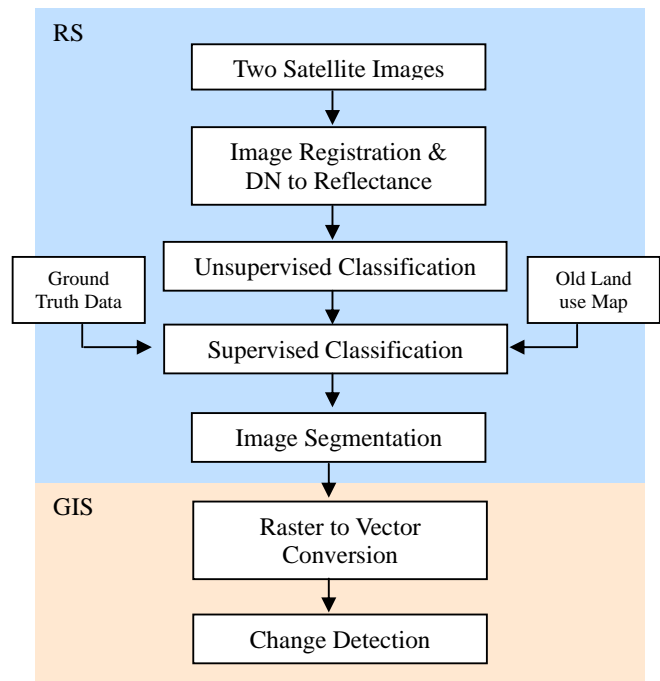 RS
Two Satellite Images
Image Registration &
DN to Reflectance
Unsupervised Classification
Ground
Truth Data
Old Land
use Map
Supervised Classification
Image Segmentation
GIS
Raster to Vector
Conversion
Change Detection